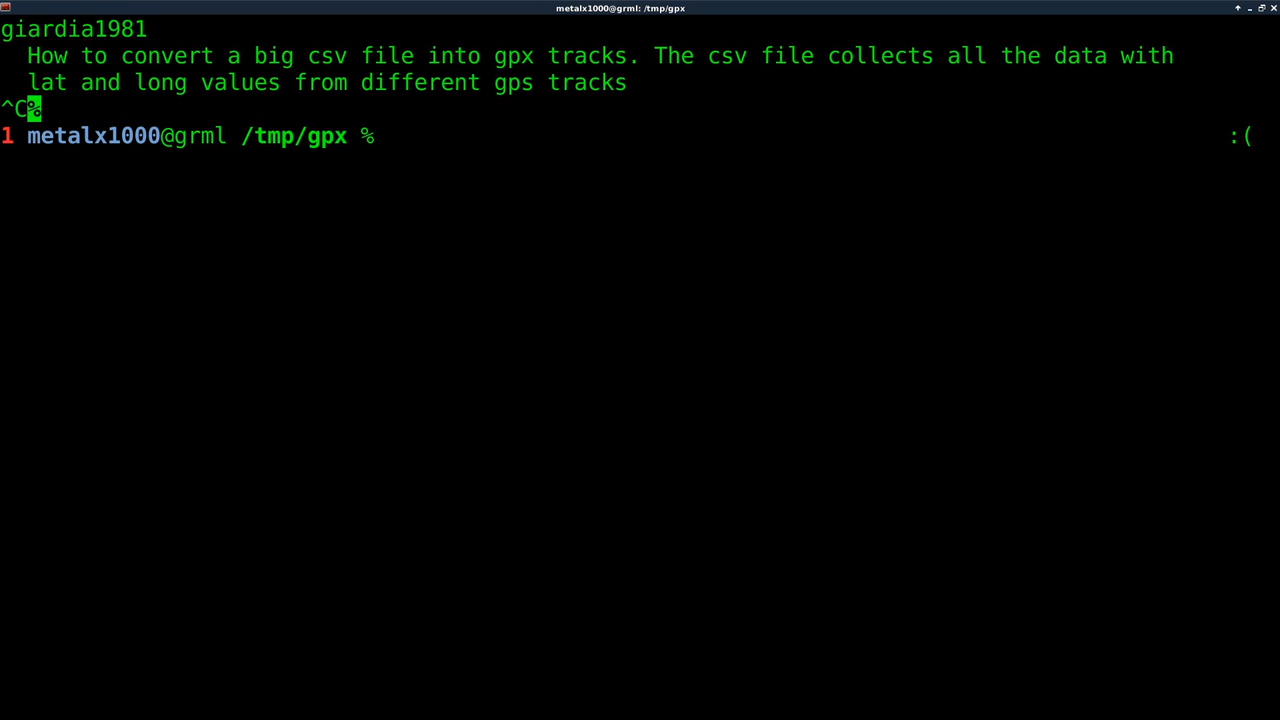 metalx1000@grml: /tmp/gpx
giardia1981
How to convert a big csv file into gpx tracks. The csv file collects all the data with
lat and long values from different gps tracks
^C%
1 metalx1000@grml /tmp/gpx % :(